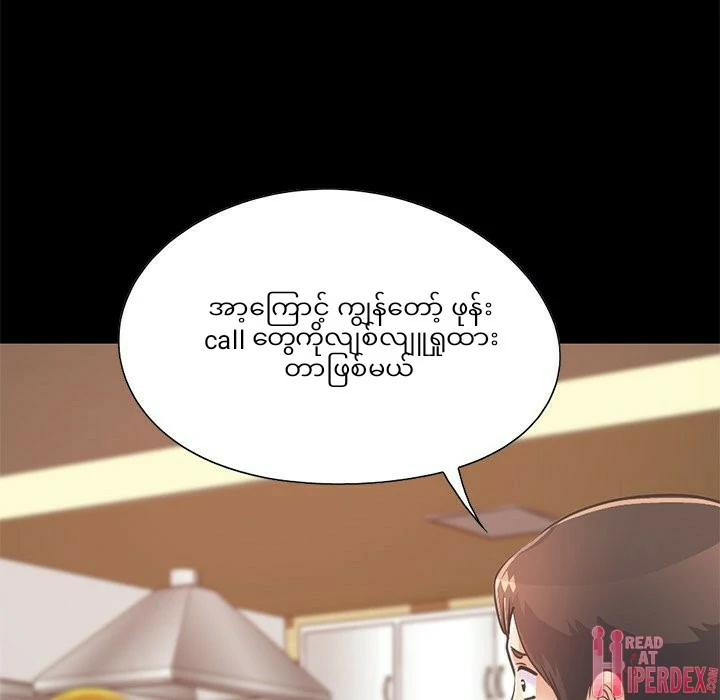 အာ့ကြောင့် ကျွန်တော့် ဖုန်း
call တွေကိုလျစ်လျူရှုထား
တာဖြစ်မယ်
READ
AT
HIPERDEX.COM